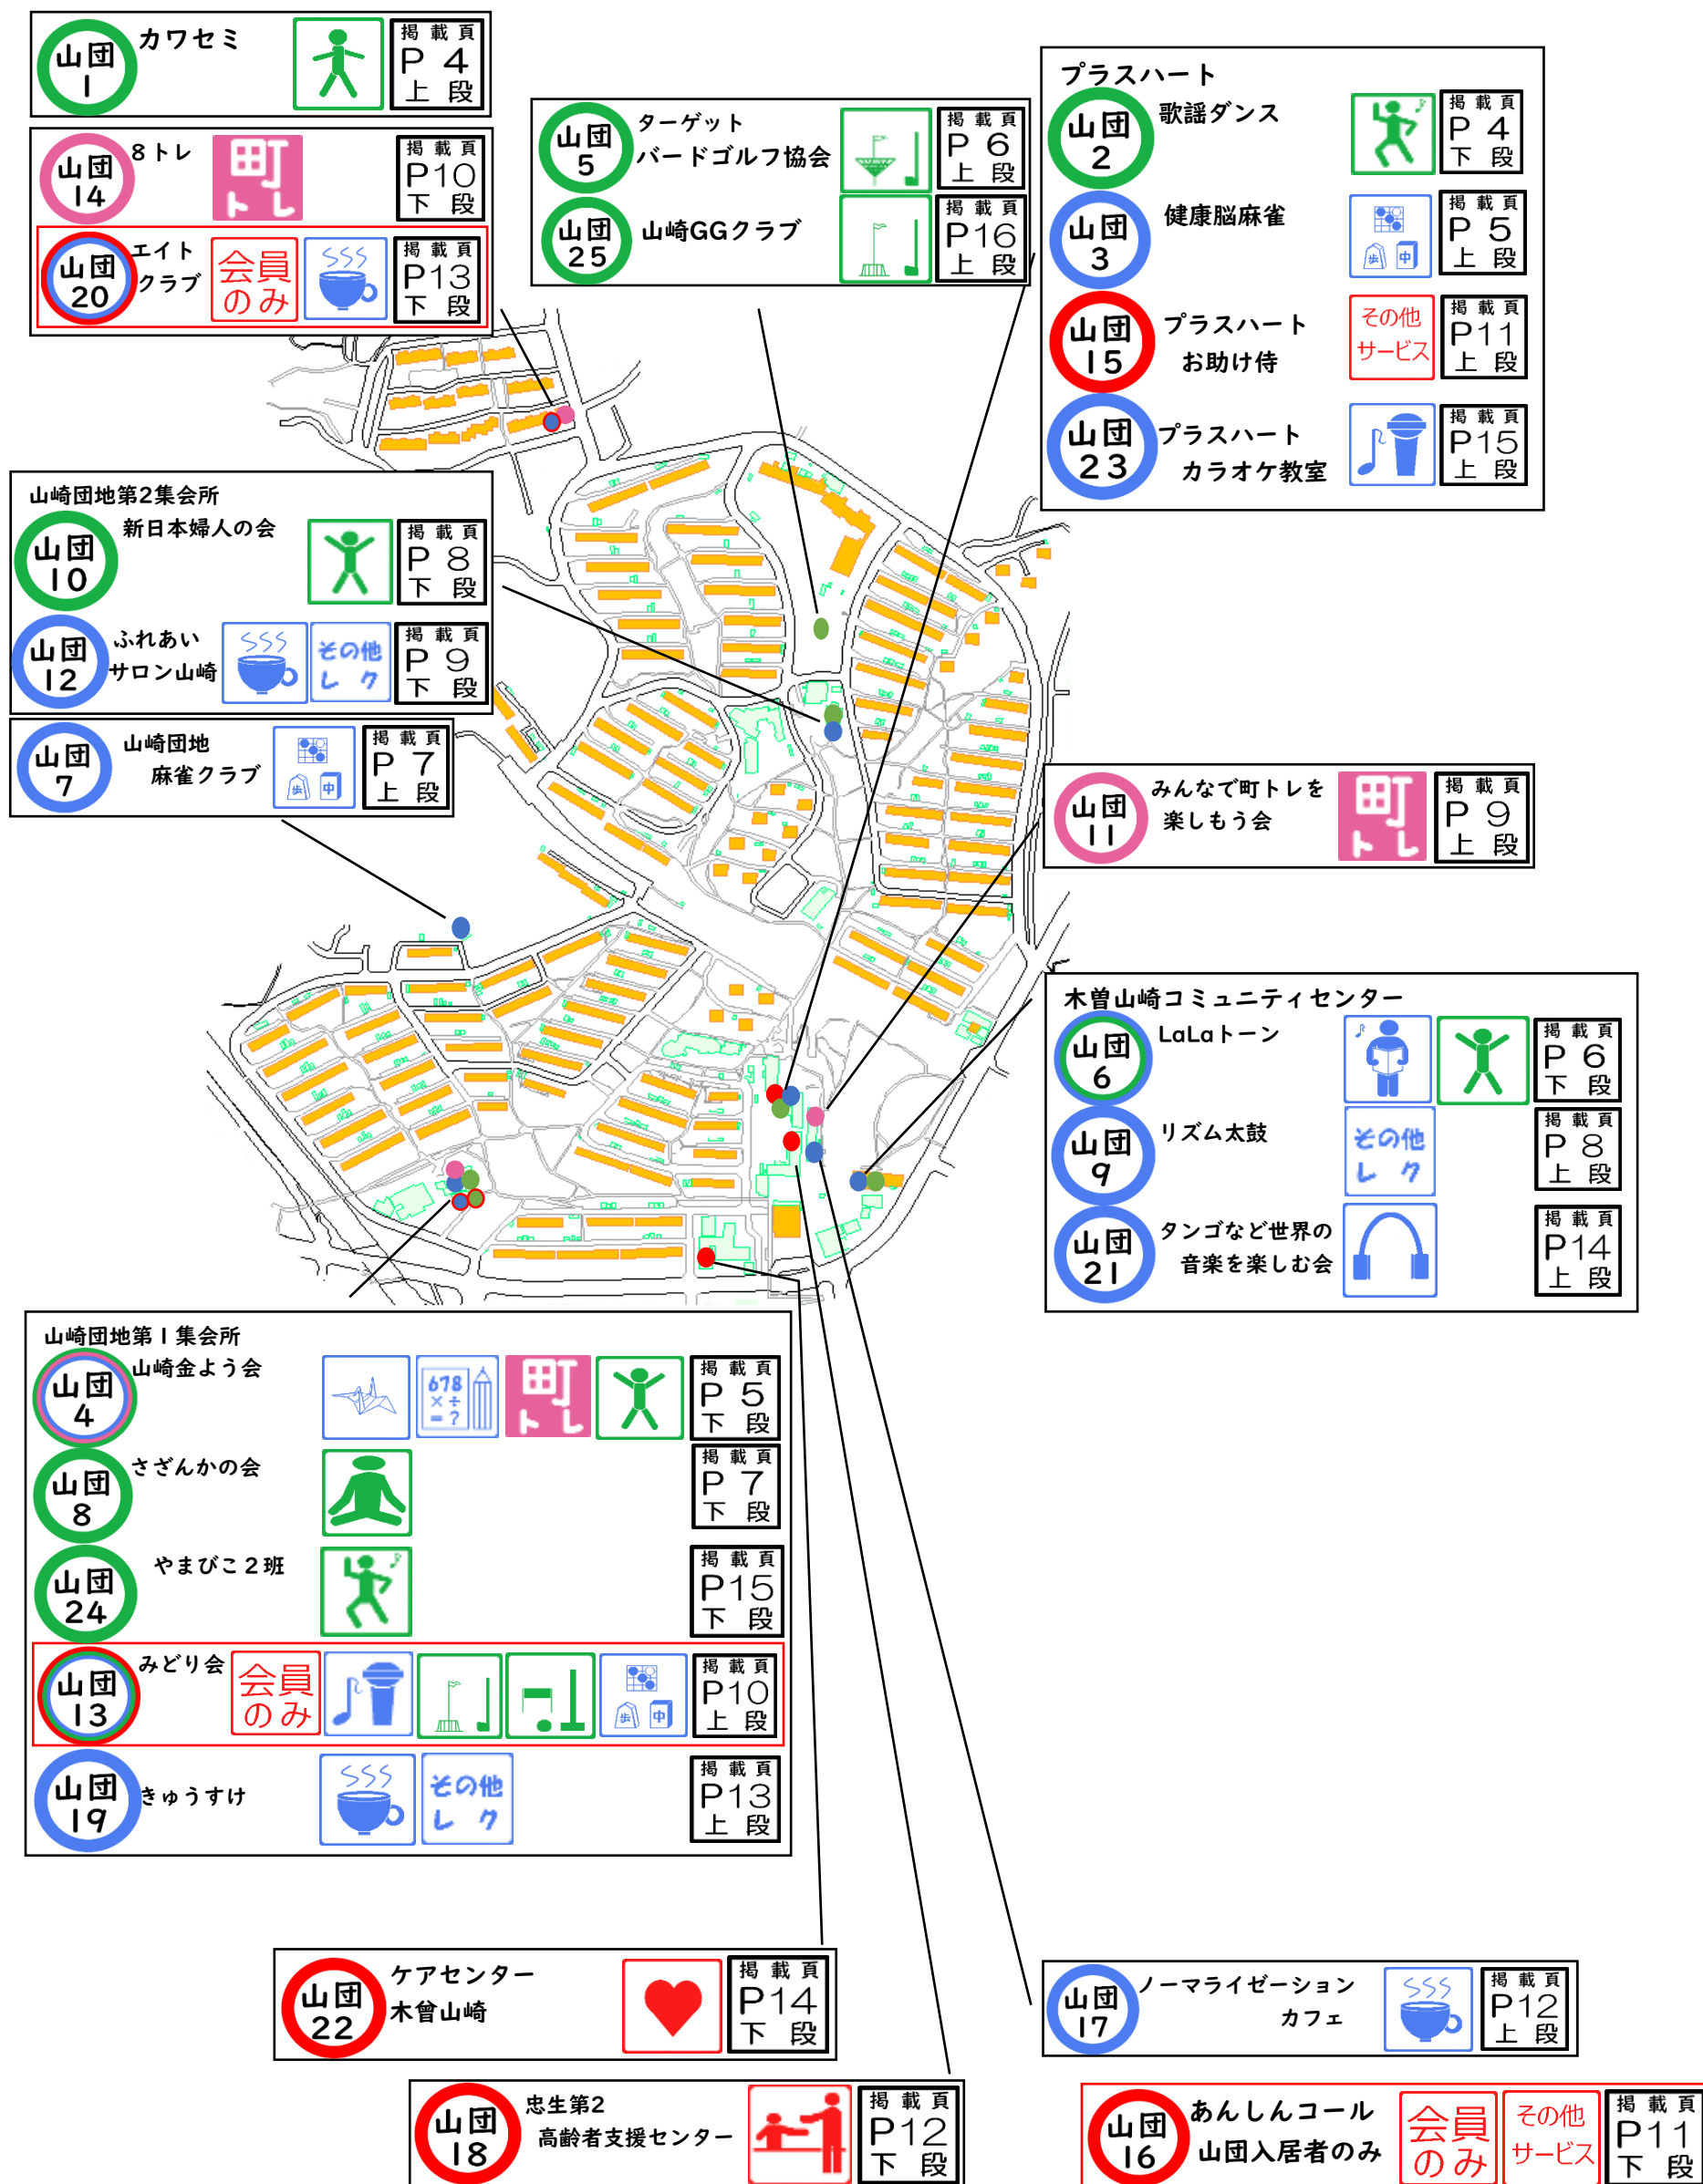 山団
1
カワセミ
掲載頁
P 4
上 段
山団
14
8トレ
町
トレ
掲載頁
P10
下 段
山団
20
エイト
クラブ
会員
のみ
掲載頁
P13
下 段
山団
5
ターゲット
バードゴルフ協会
掲載頁
P 6
上 段
山団
25
山崎GGクラブ
掲載頁
P16
上 段
プラスハート
山団
2
歌謡ダンス
掲載頁
P 4
下 段
山団
3
健康脳麻雀
歩 中
掲載頁
P 5
上 段
山団
15
プラスハート
お助け侍
その他
サービス
掲載頁
P11
上 段
山団
23
プラスハート
カラオケ教室
掲載頁
P15
上 段
山崎団地第2集会所
山団
10
新日本婦人の会
掲載頁
P 8
下 段
山団
12
ふれあい
サロン山崎
その他
レ ク
掲載頁
P 9
下 段
山団
7
山崎団地
麻雀クラブ
歩 中
掲載頁
P 7
上 段
山団
11
みんなで町トレを
楽しもう会
町
トレ
掲載頁
P 9
上 段
木曽山崎コミュニティセンター
山団
6
LaLaトーン
掲載頁
P 6
下 段
山団
9
リズム太鼓
その他
レ ク
掲載頁
P 8
上 段
山団
21
タンゴなど世界の
音楽を楽しむ会
掲載頁
P14
上 段
山崎団地第1集会所
山団
4
山崎金よう会
678
×÷
=?
町
トレ
掲載頁
P 5
下 段
山団
8
さざんかの会
掲載頁
P 7
下 段
山団
24
やまびこ2班
掲載頁
P15
下 段
山団
13
みどり会
会員
のみ
歩 中
掲載頁
P10
上 段
山団
19
きゅうすけ
その他
レ ク
掲載頁
P13
上 段
山団
22
ケアセンター
木曽山崎
掲載頁
P14
下 段
山団
17
ノーマライゼーション
カフェ
掲載頁
P12
上 段
山団
18
忠生第2
高齢者支援センター
掲載頁
P12
下 段
山団
16
あんしんコール
山団入居者のみ
会員
のみ
その他
サービス
掲載頁
P11
下 段